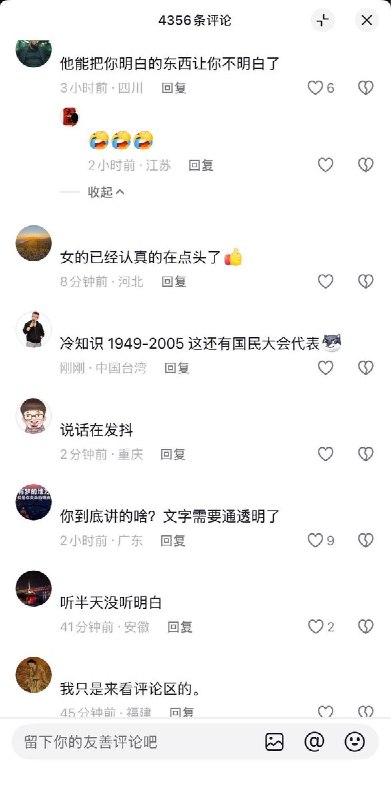 4356条评论
他能把你明白的东西让你不明白了
3小时前 · 四川 回复 6
🤣🤣🤣
2小时前 · 江苏 回复
收起
女的已经认真的在点头了👍
8分钟前 · 河北 回复
冷知识 1949-2005 这还有国民大会代表
刚刚 · 中国台湾 回复
说话在发抖
2分钟前 · 重庆 回复
你到底讲的啥？文字需要通透明了
2小时前 · 广东 回复 9
听半天没听明白
41分钟前 · 安徽 回复 2
我只是来看评论区的。
45分钟前 · 福建 回复
留下你的友善评论吧 @